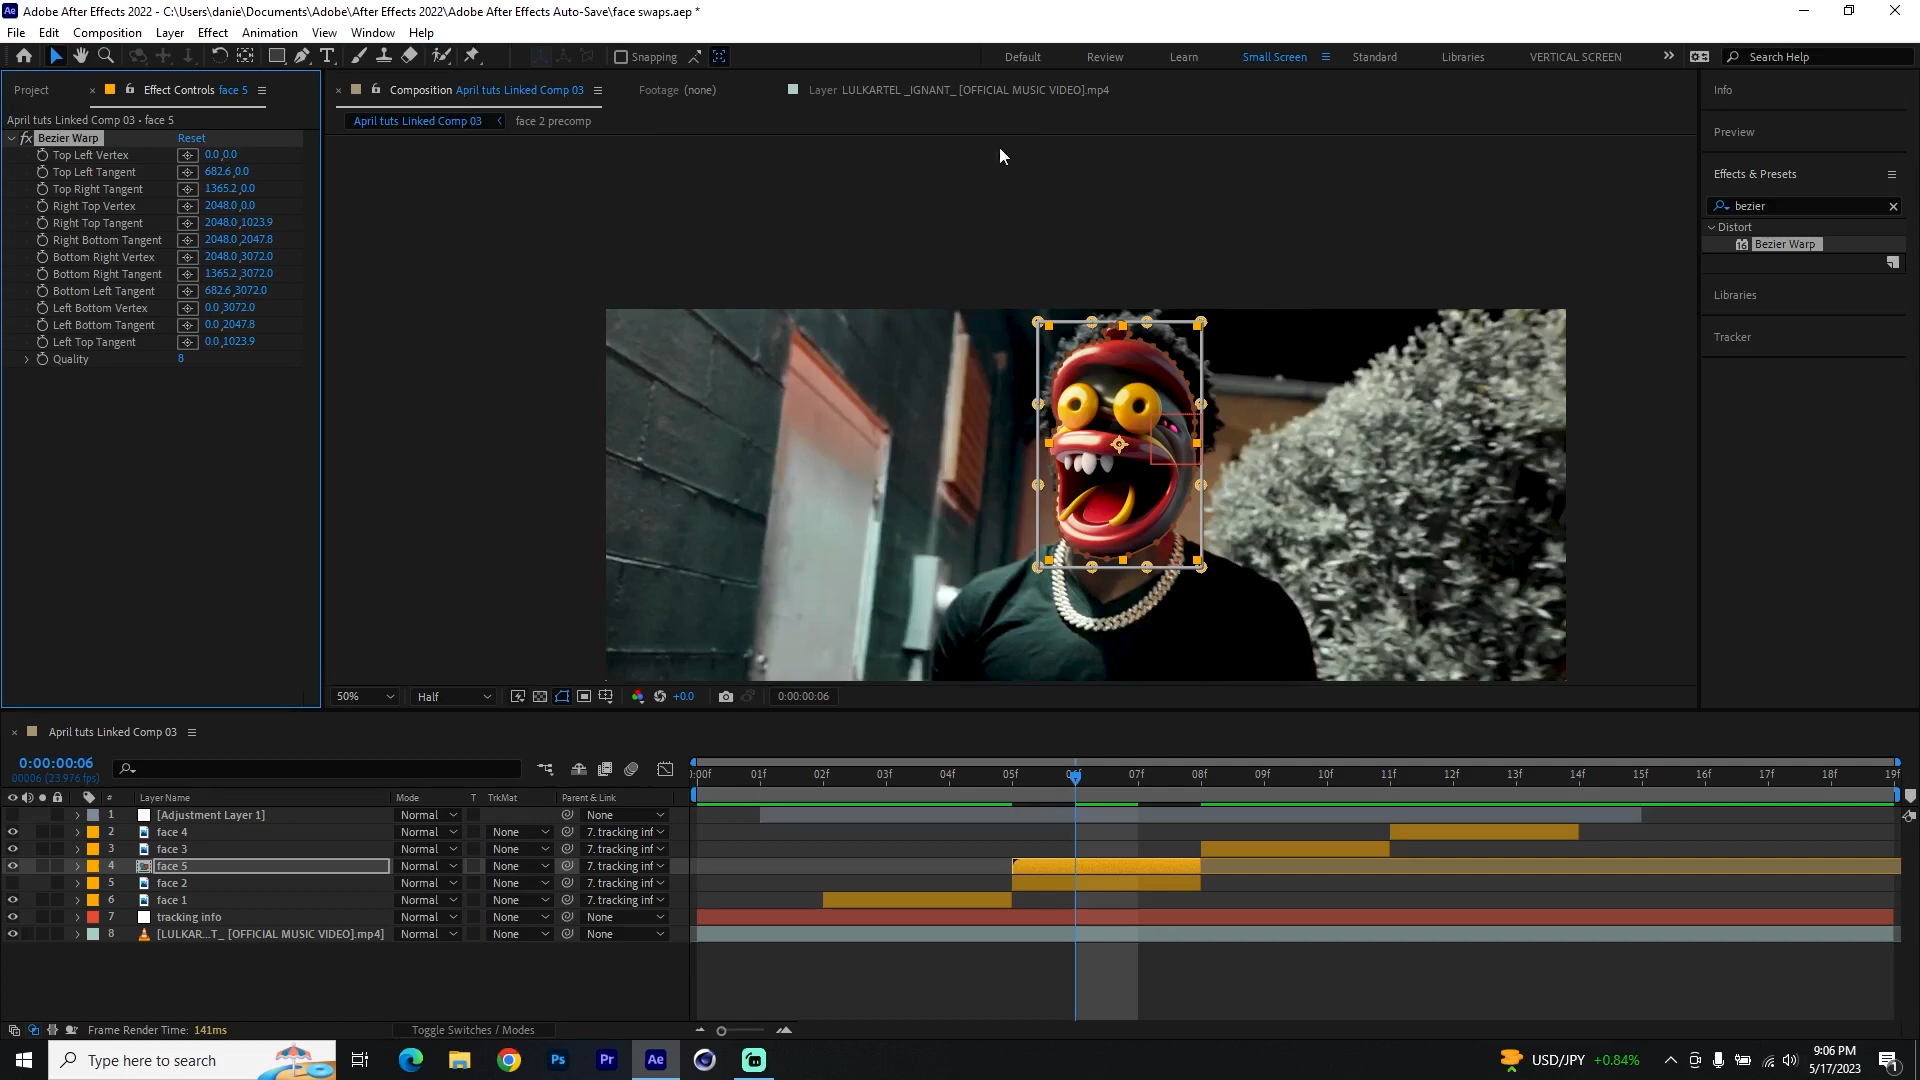 Adobe After Effects 2022 - C:\Users\danie\Documents\Adobe\After Effects 2022\Adobe After Effects Auto-Save\face swaps.aep *
File Edit Composition Layer Effect Animation View Window Help
Snapping Default Review Learn Small Screen Standard Libraries VERTICAL SCREEN Search Help
Project Effect Controls face 5
Composition April tuts Linked Comp 03 Footage (none) Layer LULKARTEL _IGNANT_ [OFFICIAL MUSIC VIDEO].mp4
April tuts Linked Comp 03 • face 5
April tuts Linked Comp 03 face 2 precomp
fx Bezier Warp Reset
Top Left Vertex 0.0,0.0
Top Left Tangent 682.6,0.0
Top Right Tangent 1365.2,0.0
Right Top Vertex 2048.0,0.0
Right Top Tangent 2048.0,1023.9
Right Bottom Tangent 2048.0,2047.8
Bottom Right Vertex 2048.0,3072.0
Bottom Right Tangent 1365.2,3072.0
Bottom Left Tangent 682.6,3072.0
Left Bottom Vertex 0.0,3072.0
Left Bottom Tangent 0.0,2047.8
Left Top Tangent 0.0,1023.9
Quality 8
Info
Preview
Effects & Presets
bezier
Distort
16 Bezier Warp
Libraries
Tracker
50% Half +0.0 0:00:00:06
April tuts Linked Comp 03
0:00:00:06
00006 (23.976 fps)
):00f 01f 02f 03f 04f 05f 07f 08f 09f 10f 11f 12f 13f 14f 15f 16f 17f 18f 19f
# Layer Name Mode T TrkMat Parent & Link
1 [Adjustment Layer 1] Normal None
2 face 4 Normal None 7. tracking inf
3 face 3 Normal None 7. tracking inf
4 face 5 Normal None 7. tracking inf
5 face 2 Normal None 7. tracking inf
6 face 1 Normal None 7. tracking inf
7 tracking info Normal None None
8 [LULKAR...T_ [OFFICIAL MUSIC VIDEO].mp4] Normal None None
Frame Render Time: 141ms Toggle Switches / Modes
Type here to search
Ps Pr Ae
USD/JPY +0.84%
9:06 PM
5/17/2023
1